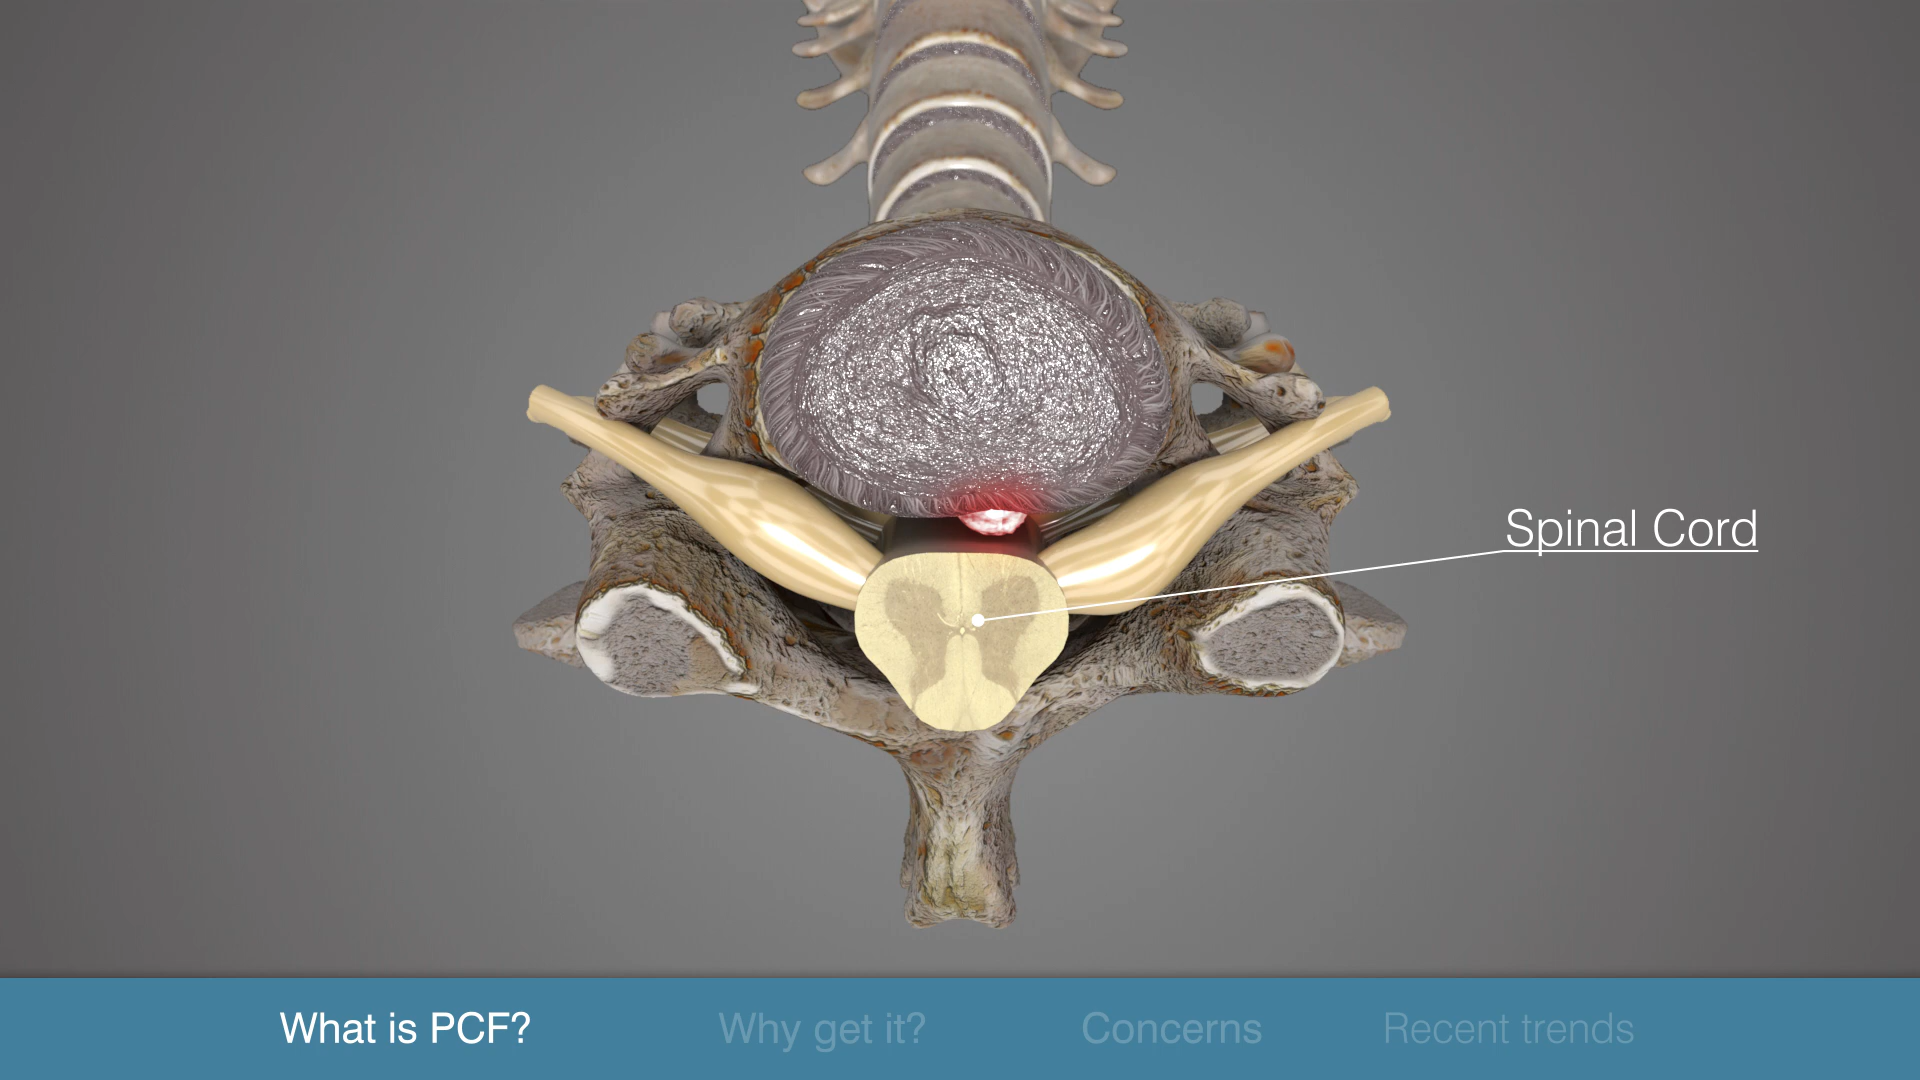 Spinal Cord
What is PCF?
Why get it?
Concerns
Recent trends